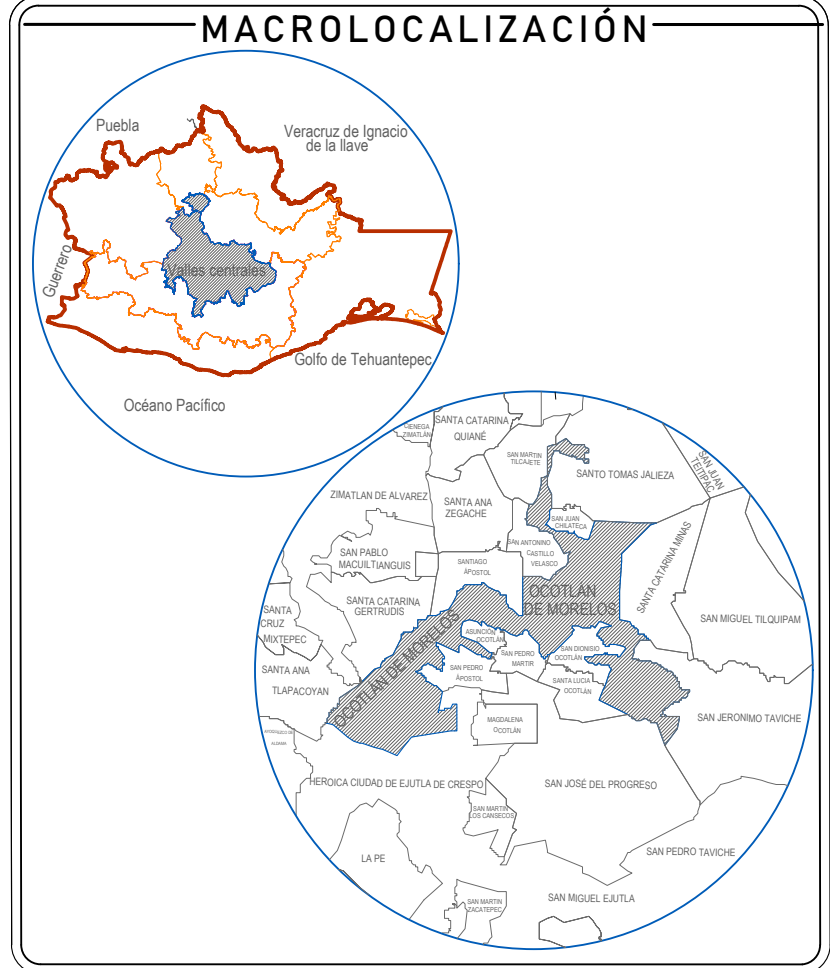 MACROLOCALIZACIÓN
Puebla
Veracruz de Ignacio
de la llave
Guerrero
Valles centrales
Golfo de Tehuantepec
Océano Pacífico
CIENEGA
ZIMATLÁN
SANTA CATARINA
QUIANÉ
SAN MARTIN
TILCAJETE
SANTO TOMAS JALIEZA
SAN JUAN
TEITIPAC
ZIMATLAN DE ALVAREZ
SANTA ANA
ZEGACHE
SAN JUAN
CHILATECA
SAN ANTONINO
CASTILLO
VELASCO
SAN PABLO
MACUILTIANGUIS
SANTIAGO
ÁPOSTOL
SANTA CATARINA MINAS
OCOTLÁN
DE MORELOS
SANTA CATARINA
GERTRUDIS
SANTA
CRUZ
MIXTEPEC
SAN MIGUEL TILQUIPAM
ASUNCIÓN
OCOTLÁN
SAN PEDRO
MARTIR
SAN DIONISIO
OCOTLÁN
OCOTLÁN DE MORELOS
SANTA ANA
TLAPACOYAN
SAN PEDRO
ÁPOSTOL
SANTA LUCIA
OCOTLÁN
MAGDALENA
OCOTLÁN
SAN JERONIMO TAVICHE
HEROICA CIUDAD DE EJUTLA DE CRESPO
SAN JOSÉ DEL PROGRESO
SAN MARTIN
LOS CANSECOS
LA PE
SAN PEDRO TAVICHE
SAN MARTIN
ZACATEPEC
SAN MIGUEL EJUTLA